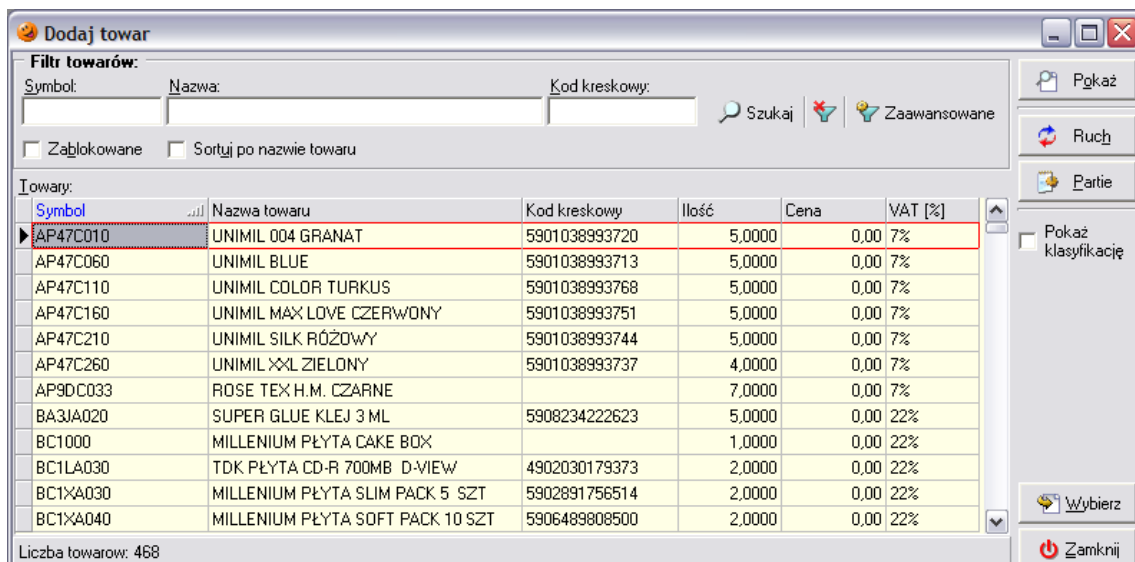 Dodaj towar
Filtr towarów:
Symbol: Nazwa: Kod kreskowy:
Szukaj Zaawansowane
Zablokowane Sortuj po nazwie towaru
Pokaż
Ruch
Partie
Pokaż
klasyfikację
Towary:
Symbol Nazwa towaru Kod kreskowy Ilość Cena VAT [%]
AP47C010 UNIMIL 004 GRANAT 5901038993720 5,0000 0,00 7%
AP47C060 UNIMIL BLUE 5901038993713 5,0000 0,00 7%
AP47C110 UNIMIL COLOR TURKUS 5901038993768 5,0000 0,00 7%
AP47C160 UNIMIL MAX LOVE CZERWONY 5901038993751 5,0000 0,00 7%
AP47C210 UNIMIL SILK RÓŻOWY 5901038993744 5,0000 0,00 7%
AP47C260 UNIMIL XXL ZIELONY 5901038993737 4,0000 0,00 7%
AP9DC033 ROSE TEX H.M. CZARNE 7,0000 0,00 7%
BA3JA020 SUPER GLUE KLEJ 3 ML 5908234222623 5,0000 0,00 22%
BC1000 MILLENIUM PŁYTA CAKE BOX 1,0000 0,00 22%
BC1LA030 TDK PŁYTA CD-R 700MB D-VIEW 4902030179373 2,0000 0,00 22%
BC1XA030 MILLENIUM PŁYTA SLIM PACK 5 SZT 5902891756514 2,0000 0,00 22%
BC1XA040 MILLENIUM PŁYTA SOFT PACK 10 SZT 5906489808500 2,0000 0,00 22%
Wybierz
Zamknij
Liczba towarow: 468